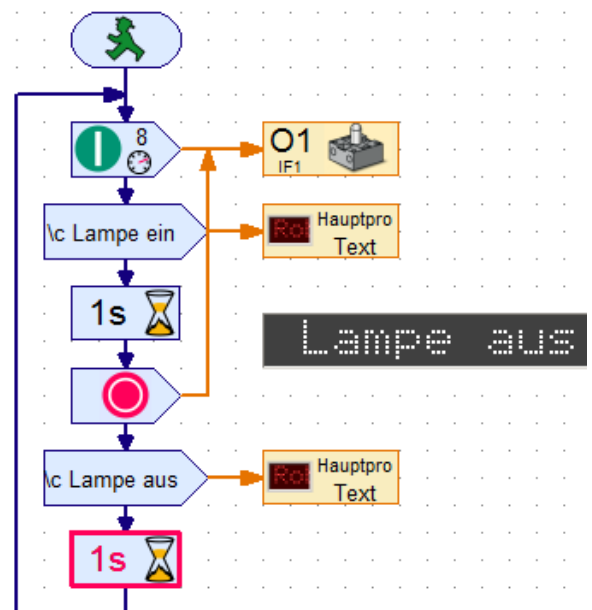 8
O1
IF1
\c Lampe ein
Hauptpro
Text
1s
Lampe aus
\c Lampe aus
Hauptpro
Text
1s